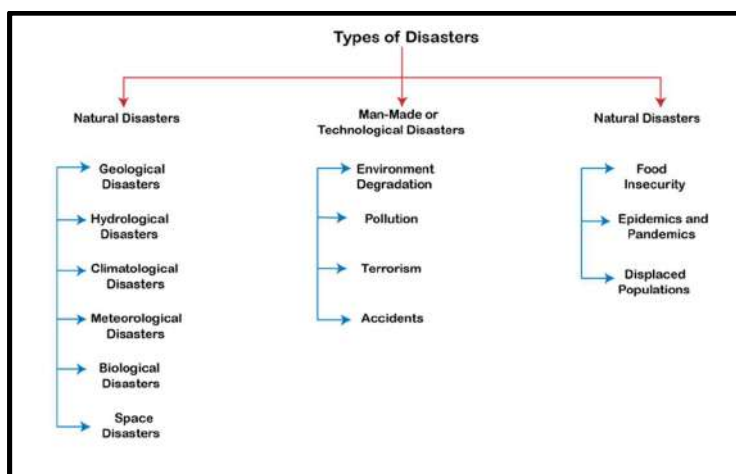 Types of Disasters
Natural Disasters
Geological
Disasters
Hydrological
Disasters
Climatological
Disasters
Meteorological
Disasters
Biological
Disasters
Space
Disasters
Man-Made or
Technological Disasters
Environment
Degradation
Pollution
Terrorism
Accidents
Natural Disasters
Food
Insecurity
Epidemics and
Pandemics
Displaced
Populations